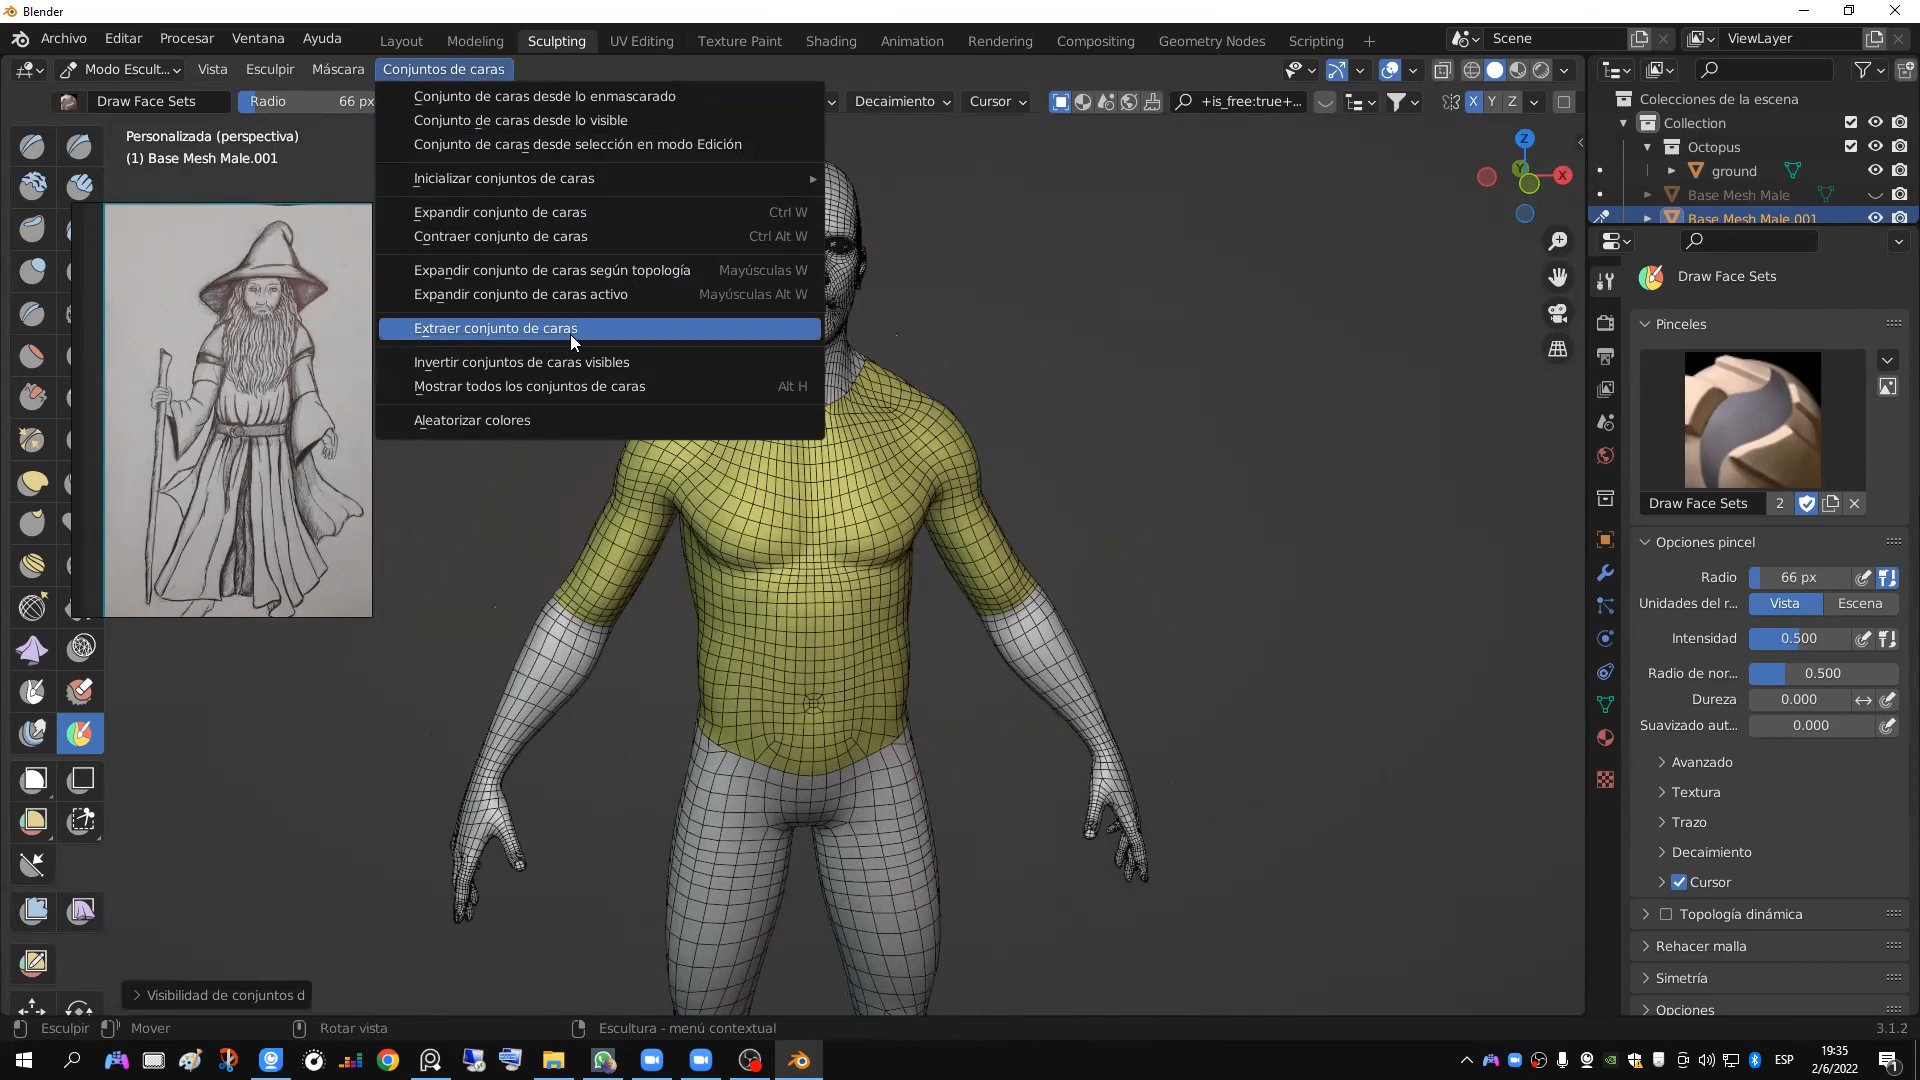 Blender
Archivo Editar Procesar Ventana Ayuda Layout Modeling Sculpting UV Editing Texture Paint Shading Animation Rendering Compositing Geometry Nodes Scripting + Scene ViewLayer
Modo Escult... Vista Esculpir Máscara Conjuntos de caras
Draw Face Sets Radio 66 px Decaimiento Cursor +is_free:true+... X Y Z
Personalizada (perspectiva)
(1) Base Mesh Male.001
Conjunto de caras desde lo enmascarado
Conjunto de caras desde lo visible
Conjunto de caras desde selección en modo Edición
Inicializar conjuntos de caras
Expandir conjunto de caras Ctrl W
Contraer conjunto de caras Ctrl Alt W
Expandir conjunto de caras según topología Mayúsculas W
Expandir conjunto de caras activo Mayúsculas Alt W
Extraer conjunto de caras
Invertir conjuntos de caras visibles
Mostrar todos los conjuntos de caras Alt H
Aleatorizar colores
Z
Y
X
Colecciones de la escena
Collection
Octopus
ground
Base Mesh Male
Base Mesh Male.001
Draw Face Sets
Pinceles
Draw Face Sets 2
Opciones pincel
Radio 66 px
Unidades del r... Vista Escena
Intensidad 0.500
Radio de nor... 0.500
Dureza 0.000
Suavizado aut... 0.000
Avanzado
Textura
Trazo
Decaimiento
Cursor
Topología dinámica
Rehacer malla
Simetría
Opciones
Visibilidad de conjuntos d
Esculpir Mover Rotar vista Escultura - menú contextual 3.1.2
ESP
19:35
2/6/2022
1